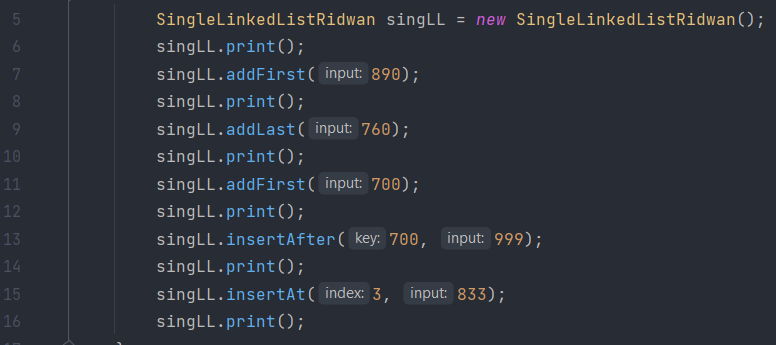 5 SingleLinkedListRidwan singLL = new SingleLinkedListRidwan();
6 singLL.print();
7 singLL.addFirst( input: 890);
8 singLL.print();
9 singLL.addLast( input: 760);
10 singLL.print();
11 singLL.addFirst( input: 700);
12 singLL.print();
13 singLL.insertAfter( key: 700, input: 999);
14 singLL.print();
15 singLL.insertAt( index: 3, input: 833);
16 singLL.print();